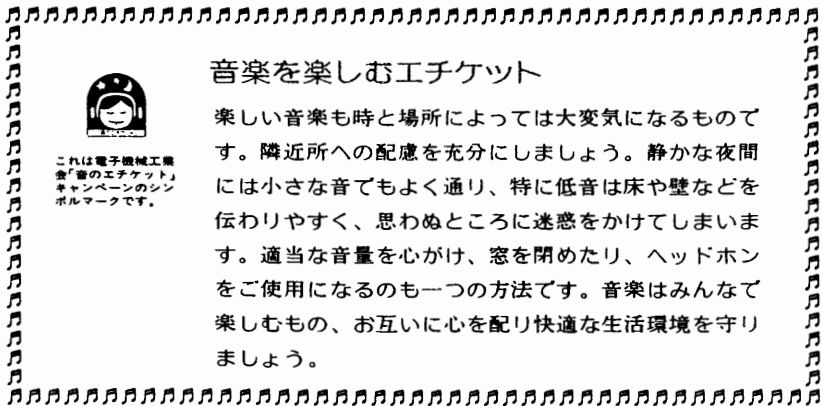 音楽を楽しむエチケット
楽しい音楽も時と場所によっては大変気になるもので
す。隣近所への配慮を充分にしましょう。静かな夜間
には小さな音でもよく通り、特に低音は床や壁などを
伝わりやすく、思わぬところに迷惑をかけてしまいま
す。適当な音量を心がけ、窓を閉めたり、ヘッドホン
をご使用になるのも一つの方法です。音楽はみんなで
楽しむもの、お互いに心を配り快適な生活環境を守り
ましょう。
これは電子機械工業
会「音のエチケット」
キャンペーンのシン
ボルマークです。